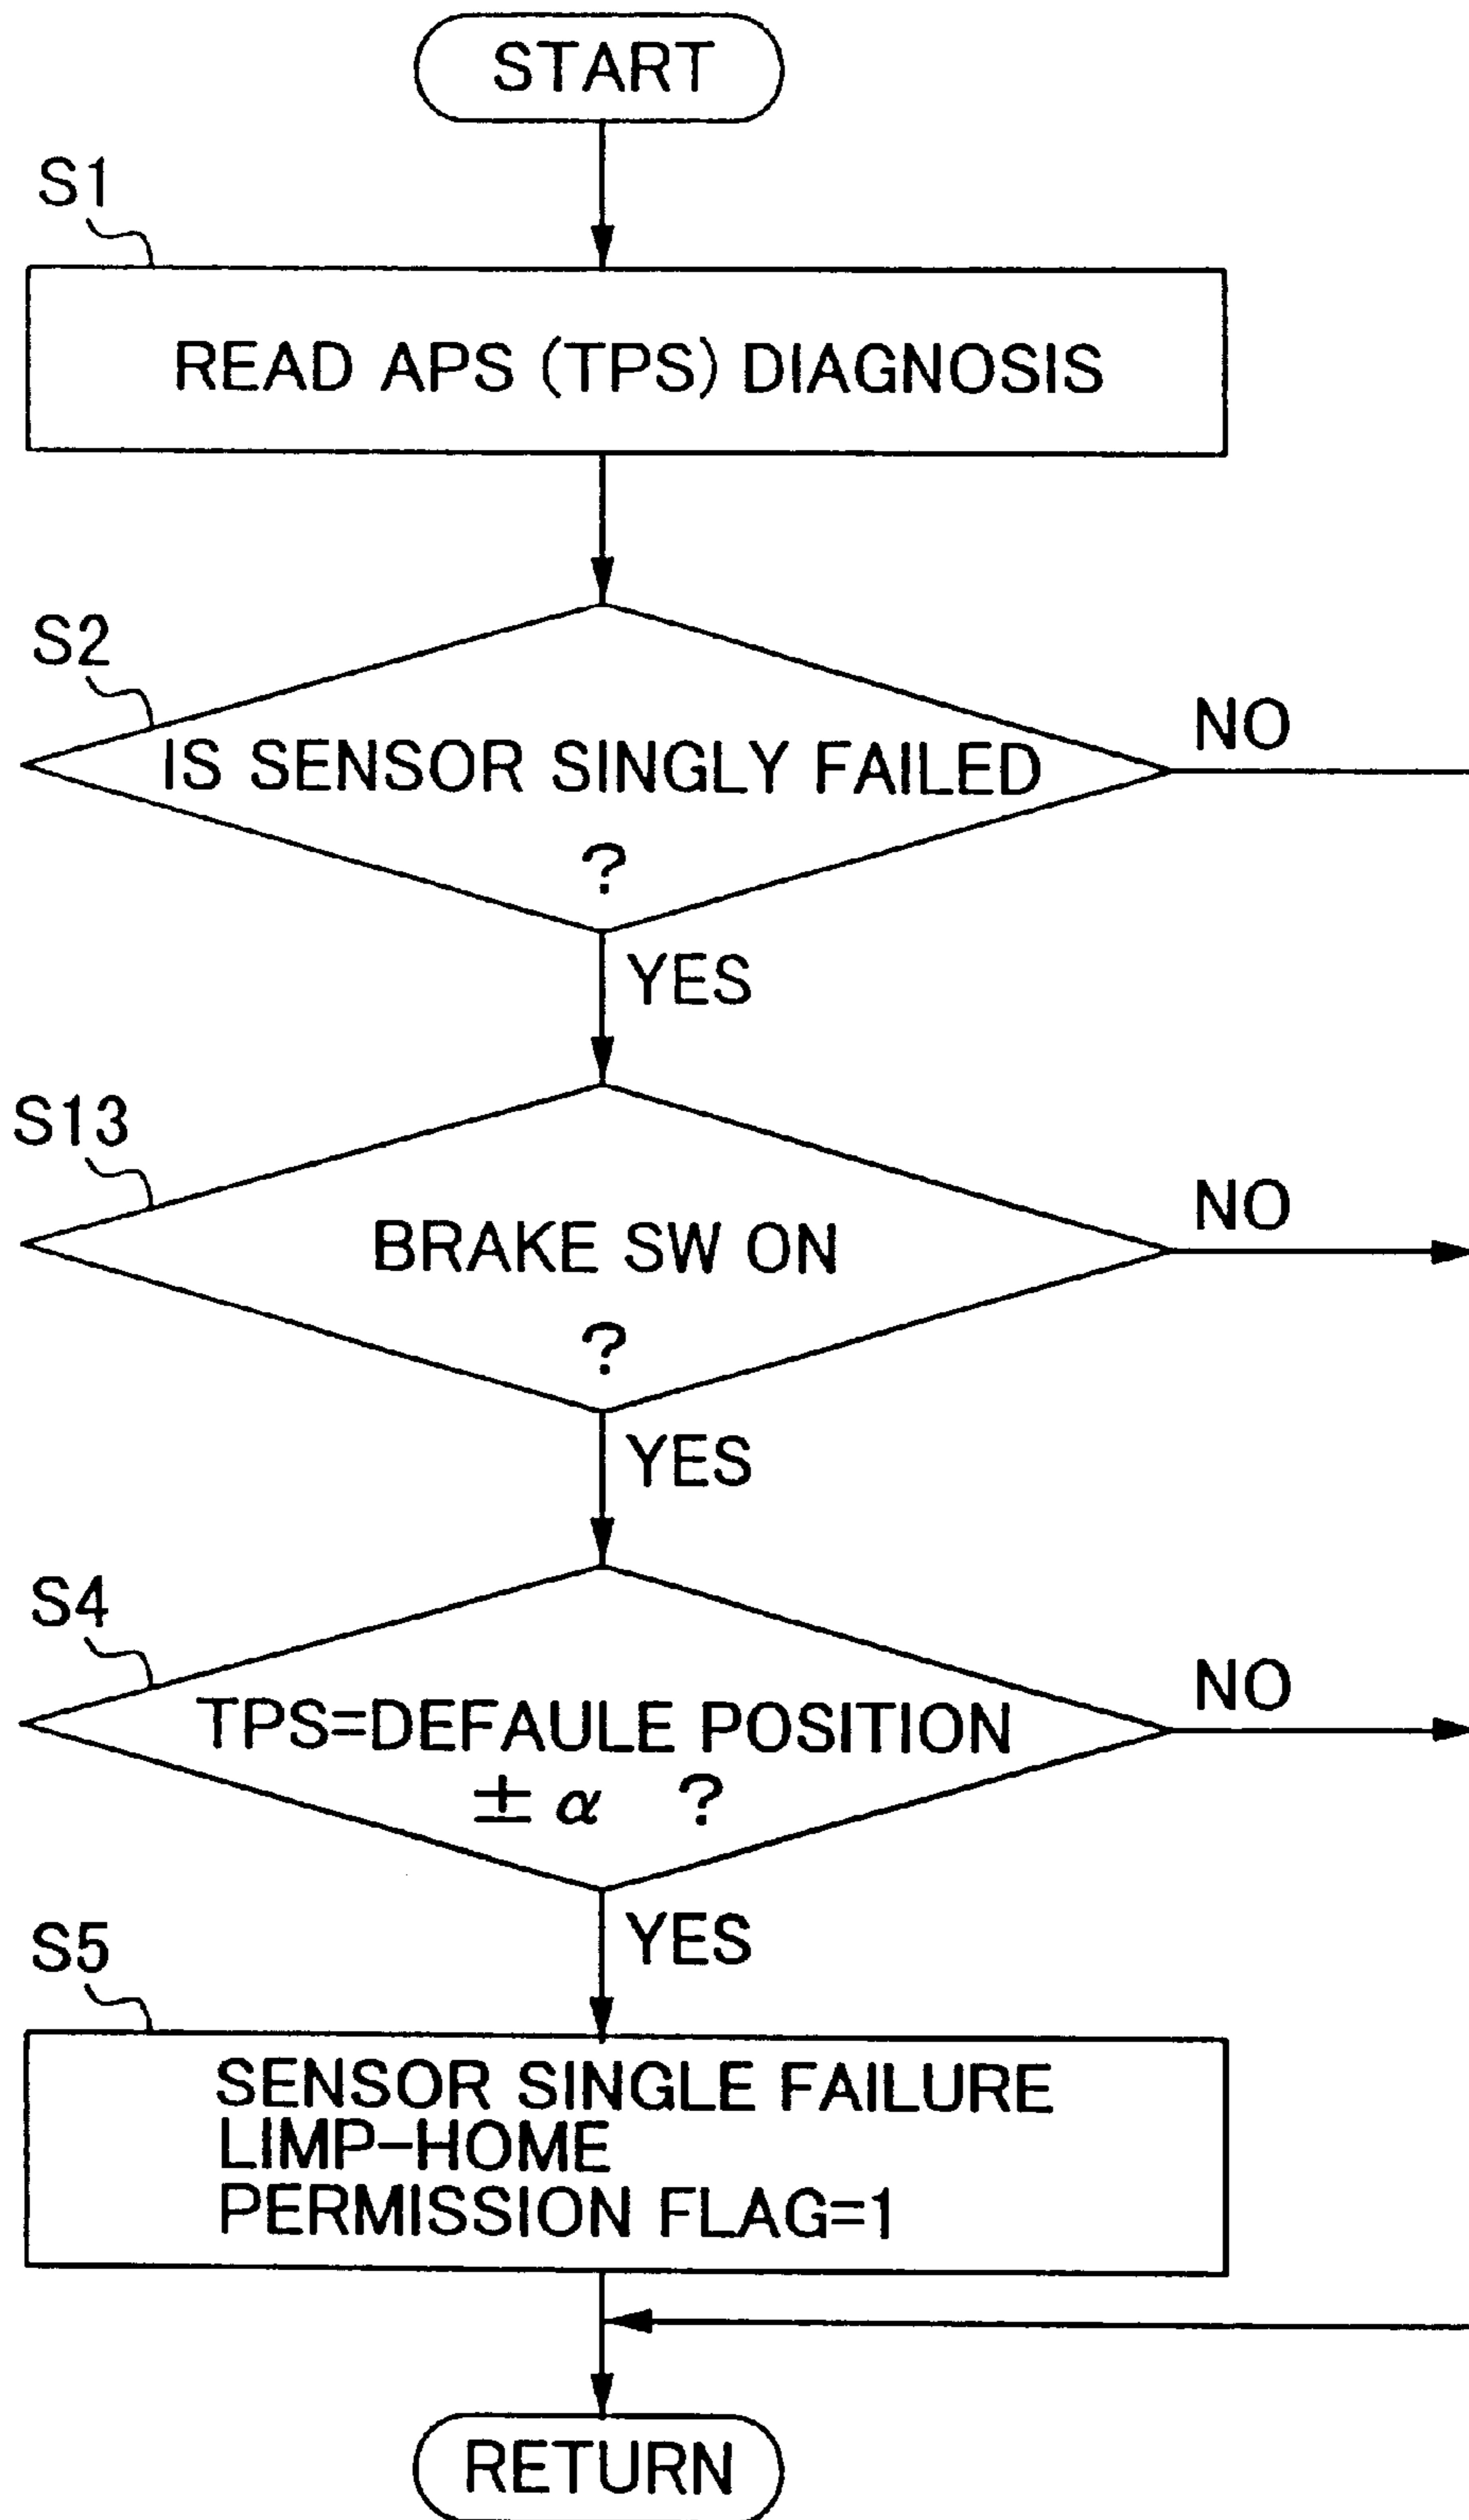 START
S1
READ APS (TPS) DIAGNOSIS
S2
IS SENSOR SINGLY FAILED
?
NO
YES
S13
BRAKE SW ON
?
NO
YES
S4
TPS=DEFAULE POSITION
± α ?
NO
YES
S5
SENSOR SINGLE FAILURE
LIMP-HOME
PERMISSION FLAG=1
RETURN